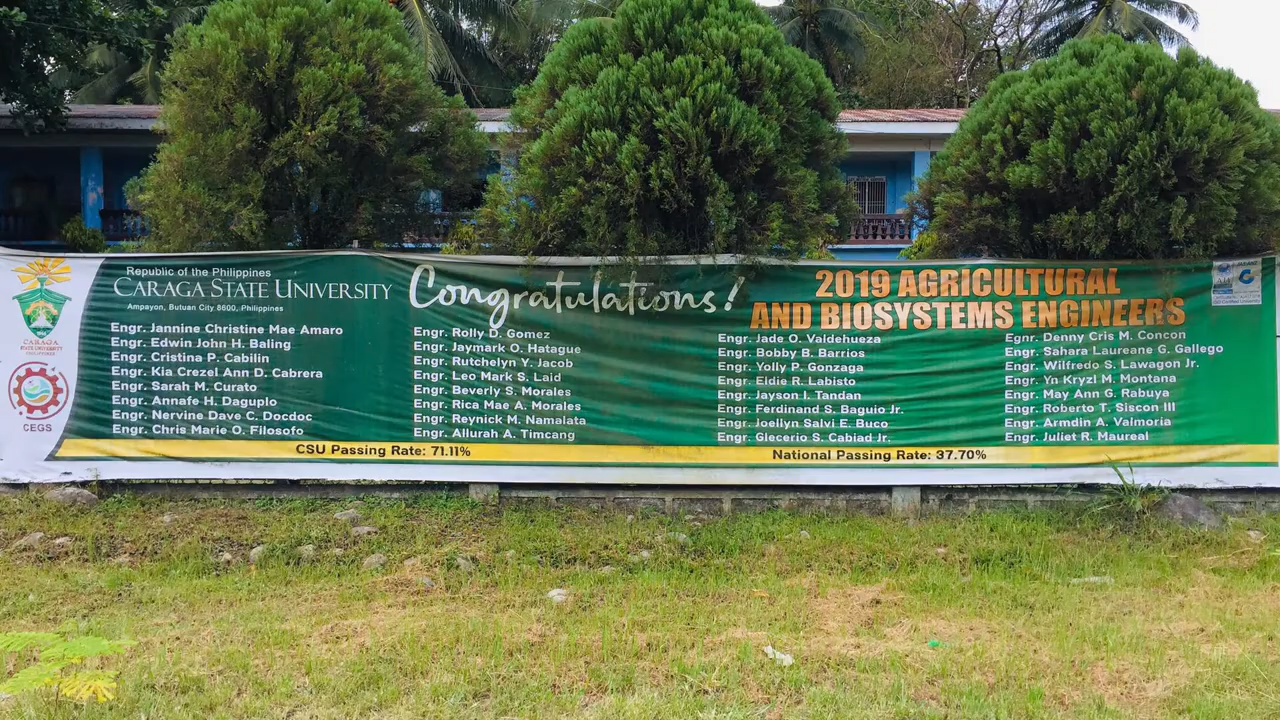 Republic of the Philippines
CARAGA STATE UNIVERSITY
Ampayon, Butuan City 8600, Philippines
Congratulations!
2019 AGRICULTURAL
AND BIOSYSTEMS ENGINEERS
CARAGA
STATE UNIVERSITY
PHILIPPINES
CEGS
Engr. Jannine Christine Mae Amaro
Engr. Edwin John H. Baling
Engr. Cristina P. Cabilin
Engr. Kia Crezel Ann D. Cabrera
Engr. Sarah M. Curato
Engr. Annafe H. Daguplo
Engr. Nervine Dave C. Docdoc
Engr. Chris Marie O. Filosofo
Engr. Rolly D. Gomez
Engr. Jaymark O. Hatague
Engr. Rutchelyn Y. Jacob
Engr. Leo Mark S. Laid
Engr. Beverly S. Morales
Engr. Rica Mae A. Morales
Engr. Reynick M. Namalata
Engr. Allurah A. Timcang
Engr. Jade O. Valdehueza
Engr. Bobby B. Barrios
Engr. Yolly P. Gonzaga
Engr. Eldie R. Labisto
Engr. Jayson I. Tandan
Engr. Ferdinand S. Baguio Jr.
Engr. Joellyn Salvi E. Buco
Engr. Glecerio S. Cabiad Jr.
Egnr. Denny Cris M. Concon
Engr. Sahara Laureane G. Gallego
Engr. Wilfredo S. Lawagon Jr.
Engr. Yn Kryzl M. Montana
Engr. May Ann G. Rabuya
Engr. Roberto T. Siscon III
Engr. Armdin A. Valmoria
Engr. Juliet R. Maureal
CSU Passing Rate: 71.11%
National Passing Rate: 37.70%